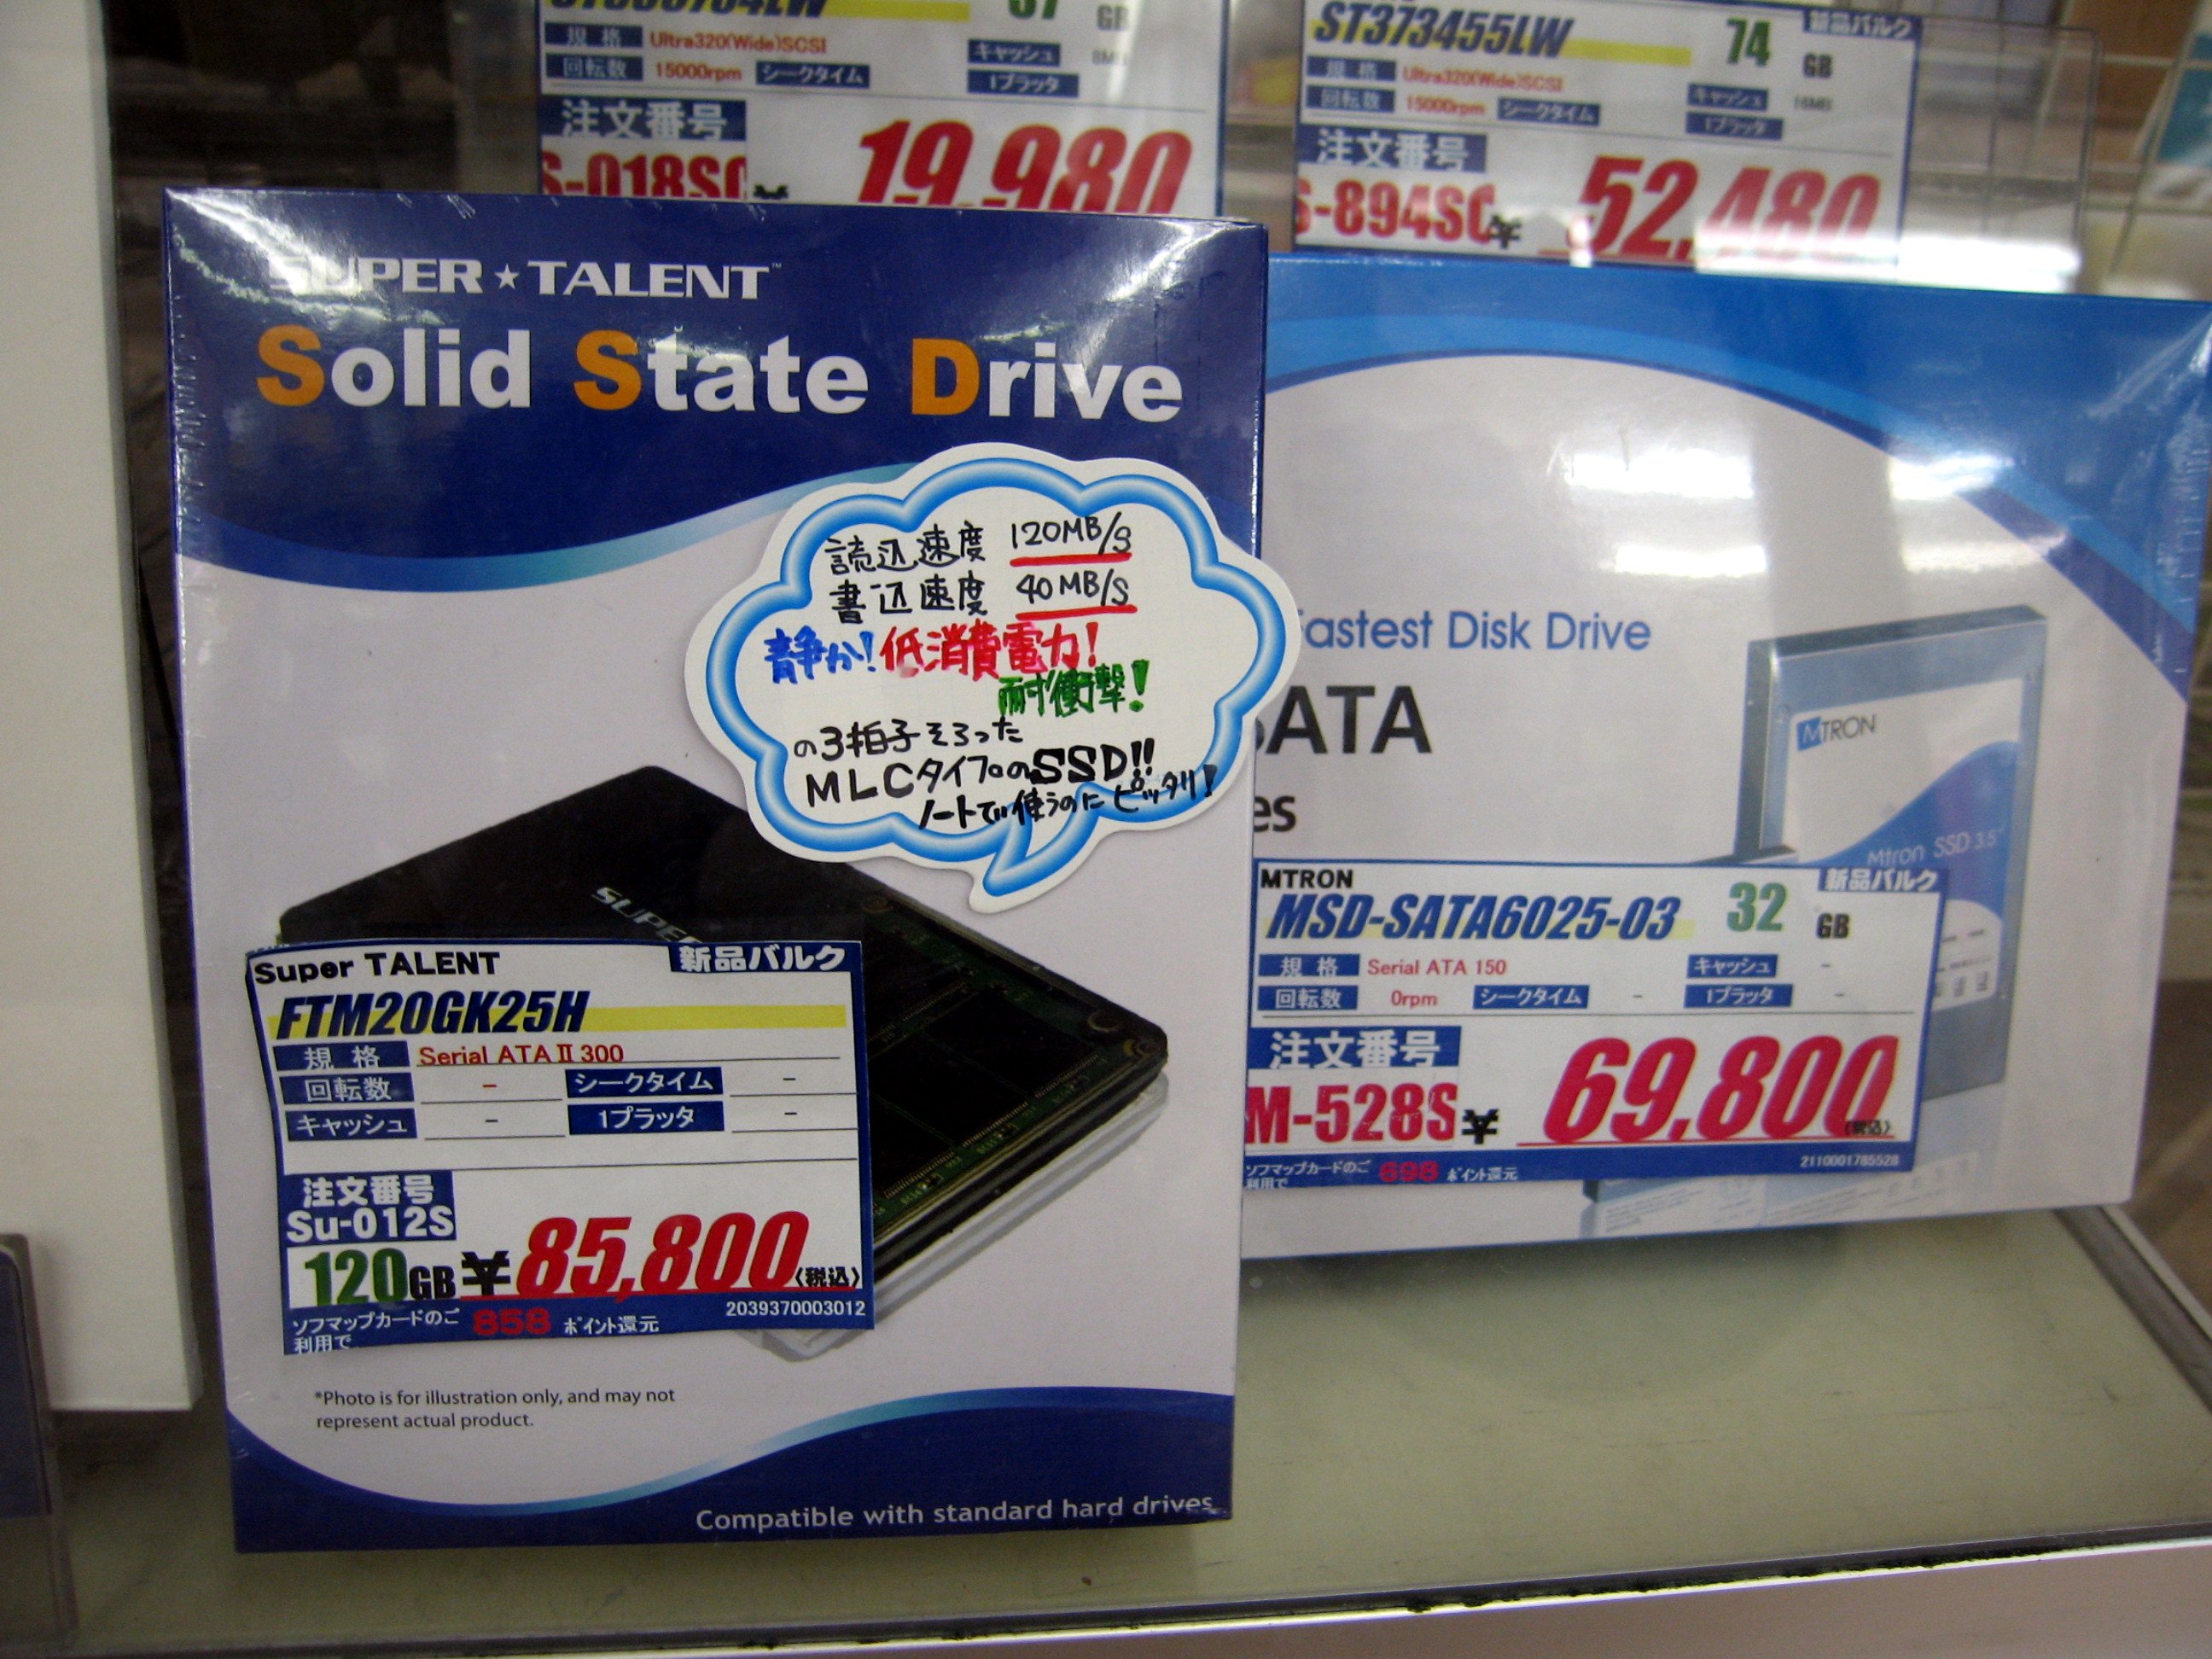 GB
規格 Ultra320(Wide)SCSI キャッシュ
回転数 15000rpm シークタイム 1プラッタ
注文番号
19,980
ST373455LW 74 GB 新品バルク
規格 Ultra320(Wide)SCSI キャッシュ
回転数 15000rpm シークタイム 1プラッタ
注文番号
-894SC ¥ 52,480
SUPER★TALENT™
Solid State Drive
読込速度 120MB/S
書込速度 40MB/S
静か!低消費電力!
耐衝撃!
の3拍子そろった
MLCタイプのSSD!!
ノートで使うのにピッタリ!
SUPER
Super TALENT 新品バルク
FTM20GK25H
規格 Serial ATAⅡ300
回転数 - シークタイム -
キャッシュ - 1プラッタ -
注文番号
Su-012S
120GB ¥85,800(税込)
ソフマップカードのご利用で 858 ポイント還元 2039370003012
*Photo is for illustration only, and may not
represent actual product.
Compatible with standard hard drives
Fastest Disk Drive
SATA
MTRON
Mtron SSD 3.5"
MTRON 新品バルク
MSD-SATA6025-03 32 GB
規格 Serial ATA 150 キャッシュ -
回転数 0rpm シークタイム - 1プラッタ -
注文番号
M-528S ¥ 69,800 (税込)
ソフマップカードのご利用で 698 ポイント還元 2110001785528